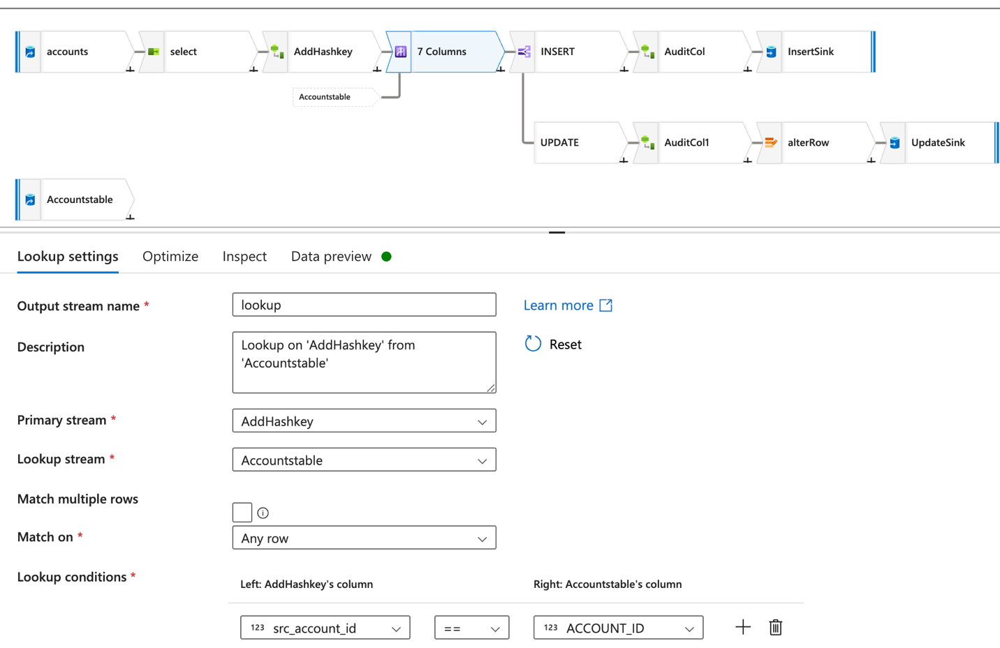 accounts
select
AddHashkey
7 Columns
INSERT
AuditCol
InsertSink
Accountstable
UPDATE
AuditCol1
alterRow
UpdateSink
Accountstable
Lookup settings
Optimize
Inspect
Data preview
Output stream name *
lookup
Learn more
Description
Lookup on 'AddHashkey' from
'Accountstable'
Reset
Primary stream *
AddHashkey
Lookup stream *
Accountstable
Match multiple rows
Match on *
Any row
Lookup conditions *
Left: AddHashkey's column
Right: Accountstable's column
123 src_account_id
==
123 ACCOUNT_ID